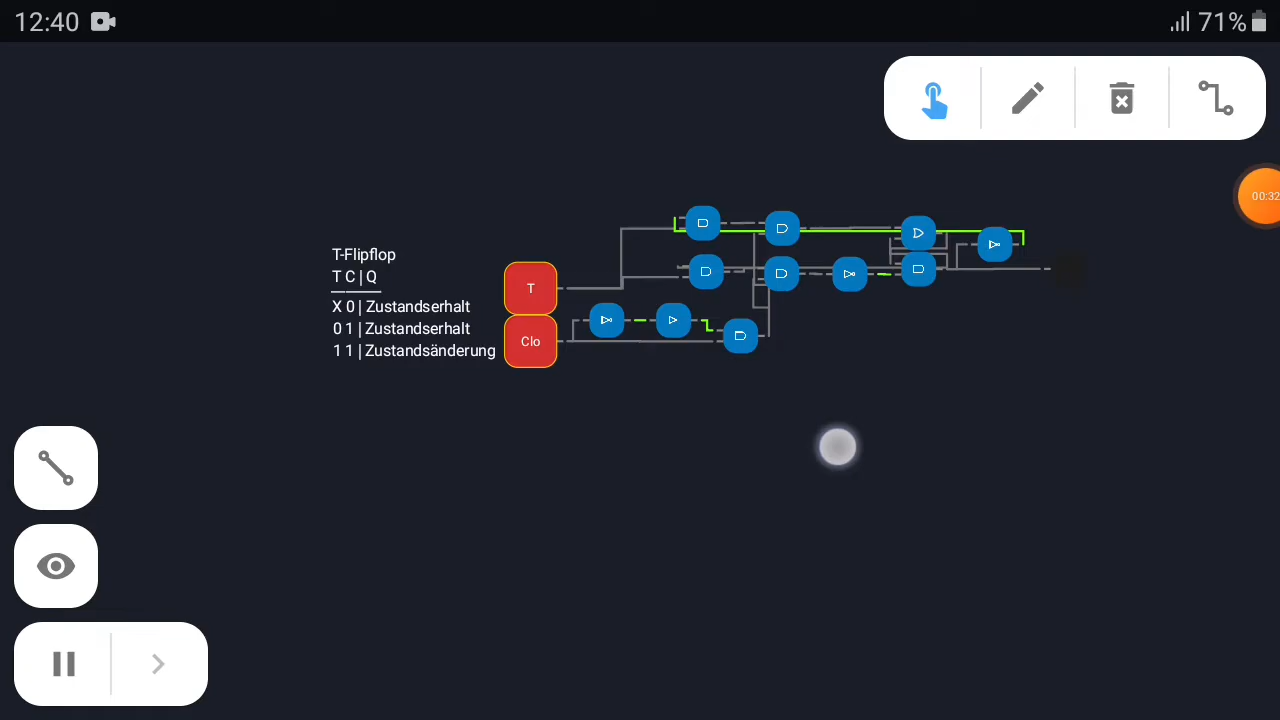 12:40
71%
00:32
T-Flipflop
T C | Q
X 0 | Zustandserhalt
0 1 | Zustandserhalt
1 1 | Zustandsänderung
T
Clo